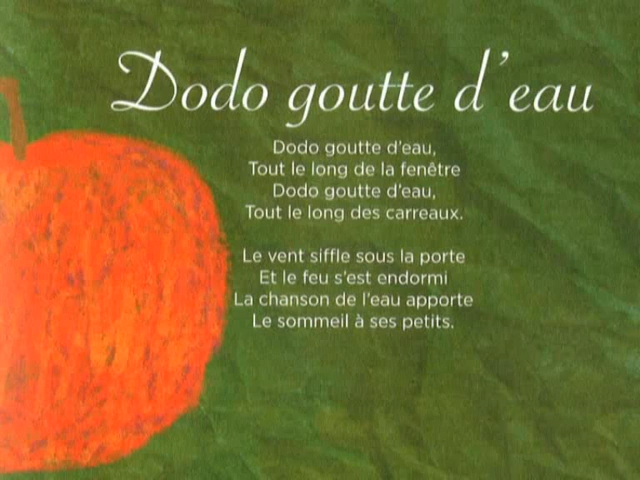 Dodo goutte d'eau
Dodo goutte d'eau,
Tout le long de la fenêtre
Dodo goutte d'eau,
Tout le long des carreaux.
Le vent siffle sous la porte
Et le feu s'est endormi
La chanson de l'eau apporte
Le sommeil à ses petits.